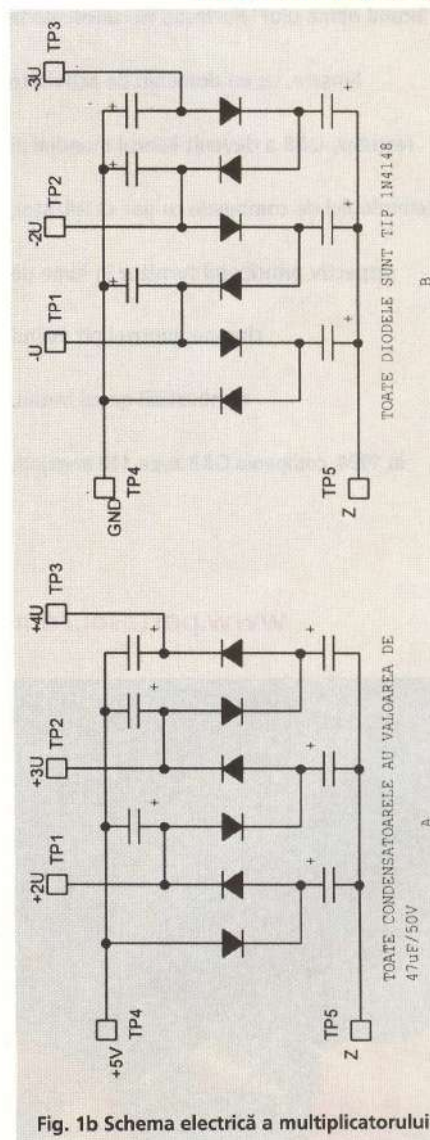 -3U
TP3
-2U
TP2
-U
TP1
GND
TP4
TP5
Z
TOATE DIODELE SUNT TIP 1N4148
B
+4U
TP3
+3U
TP2
+2U
TP1
+5V
TP4
TP5
Z
TOATE CONDENSATOARELE AU VALOAREA DE
47uF/50V
A
Fig. 1b Schema electrică a multiplicatorului